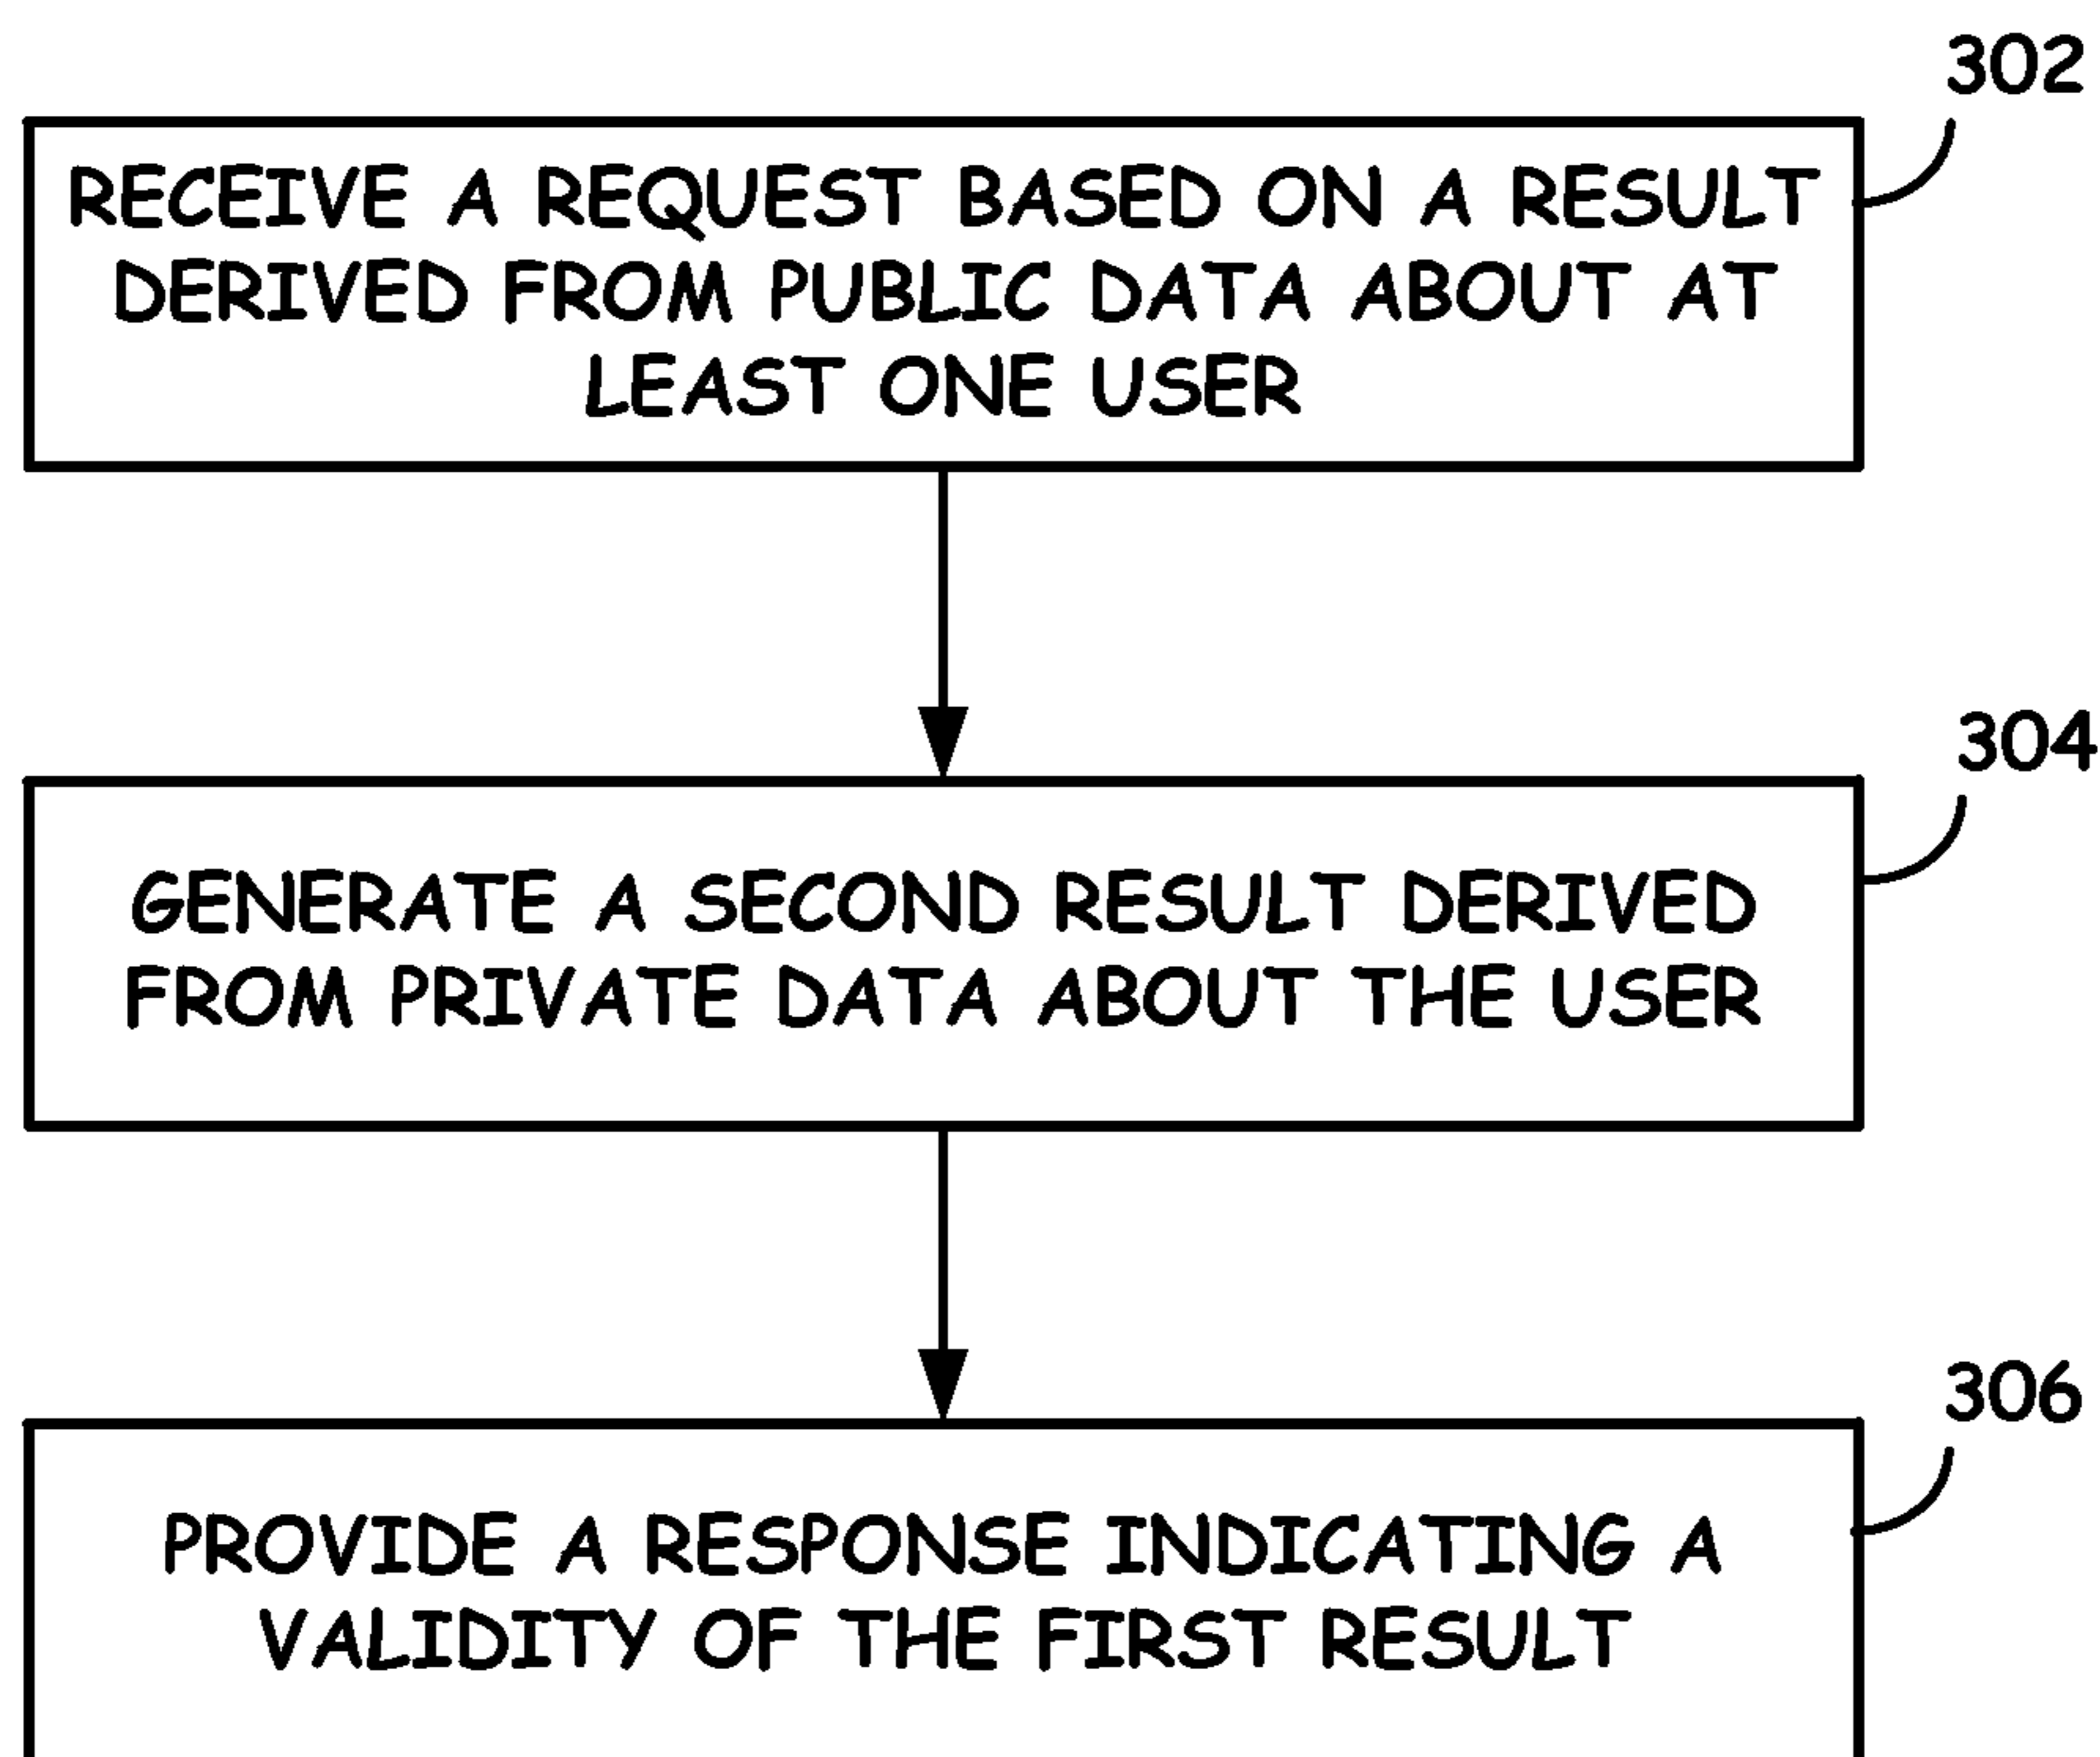 302
RECEIVE A REQUEST BASED ON A RESULT
DERIVED FROM PUBLIC DATA ABOUT AT
LEAST ONE USER
304
GENERATE A SECOND RESULT DERIVED
FROM PRIVATE DATA ABOUT THE USER
306
PROVIDE A RESPONSE INDICATING A
VALIDITY OF THE FIRST RESULT